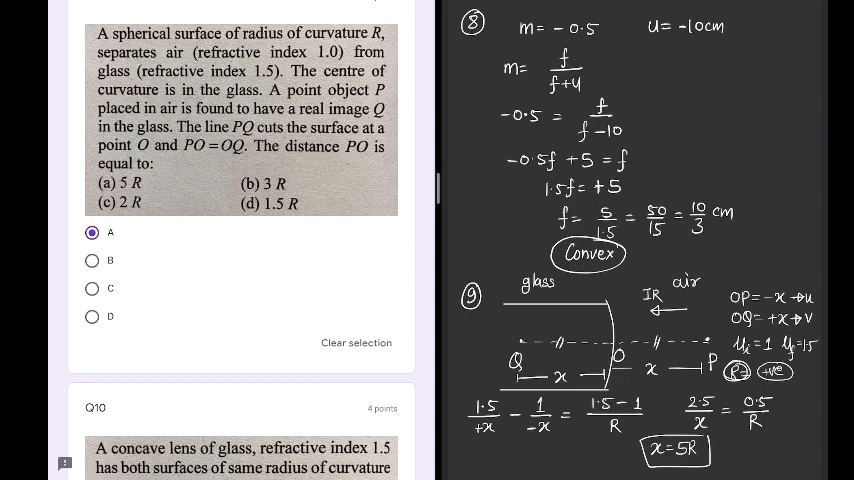 A spherical surface of radius of curvature R,
separates air (refractive index 1.0) from
glass (refractive index 1.5). The centre of
curvature is in the glass. A point object P
placed in air is found to have a real image Q
in the glass. The line PQ cuts the surface at a
point O and PO = OQ. The distance PO is
equal to:
(a) 5 R (b) 3 R
(c) 2 R (d) 1.5 R
A
B
C
D
Clear selection
Q10
4 points
A concave lens of glass, refractive index 1.5
has both surfaces of same radius of curvature
8 m = -0.5 u = -10cm
m = f/(f+u)
-0.5 = f/(f-10)
-0.5f + 5 = f
1.5f = +5
f = 5/1.5 = 50/15 = 10/3 cm
Convex
9 glass IR air
OP = -x → u
OQ = +x → v
μi = 1 μf = 1.5
R = +ve
Q x O x P
1.5/+x - 1/-x = (1.5-1)/R 2.5/x = 0.5/R
x = 5R